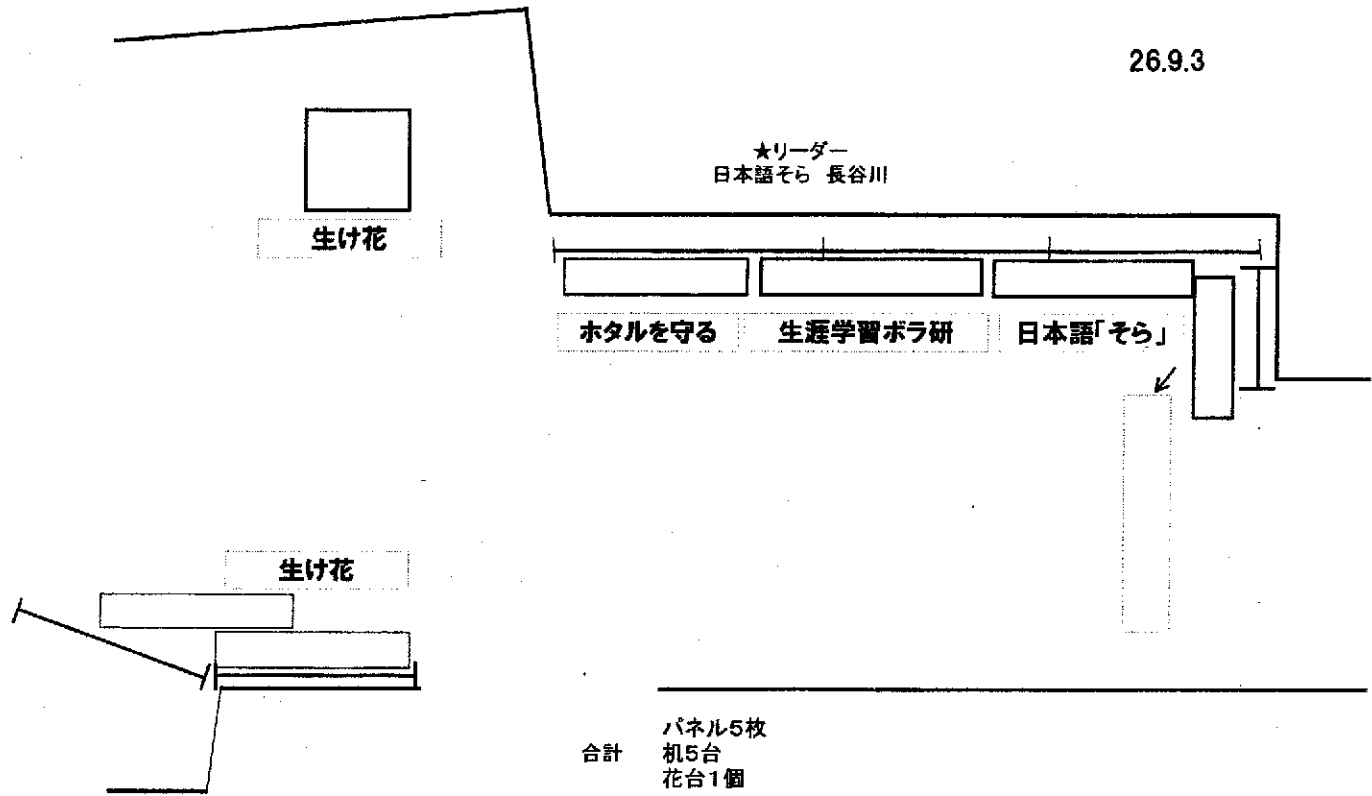 26.9.3
★リーダー
日本語そら 長谷川
生け花
ホタルを守る
生涯学習ボラ研
日本語「そら」
生け花
パネル5枚
合計 机5台
花台1個